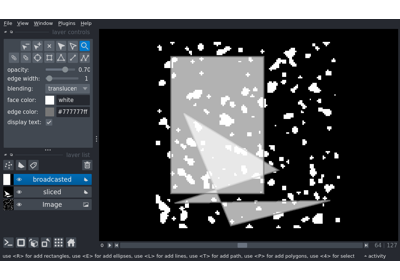 File View Window Plugins Help
layer controls
opacity: 0.70
edge width: 1
blending: translucen
face color: white
edge color: #777777ff
display text:
layer list
broadcasted
sliced
Image
0 64 127
use <R> for add rectangles, use <E> for add ellipses, use <L> for add lines, use <T> for add path, use <P> for add polygons, use <4> for select activity